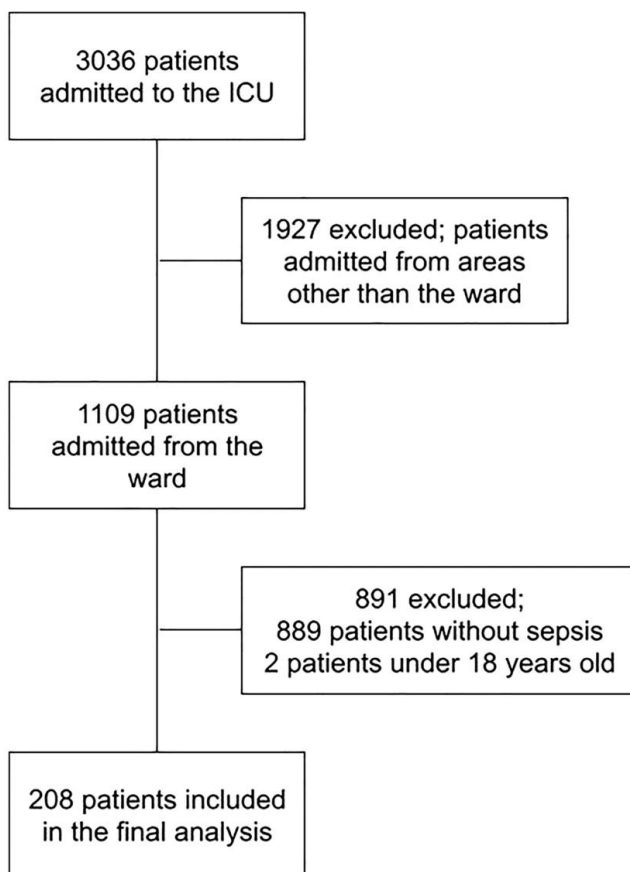 3036 patients
admitted to the ICU
1927 excluded; patients
admitted from areas
other than the ward
1109 patients
admitted from the
ward
891 excluded;
889 patients without sepsis
2 patients under 18 years old
208 patients included
in the final analysis